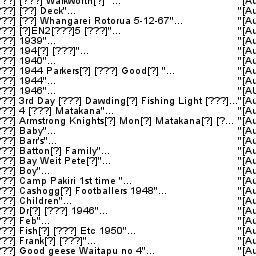 ???] [???] Walkworth[?] "... "[Au
???] [??] Deck"... "[Au
???] [??] Whangarei Rotorua 5-12-67"... "[Au
???] [?]EN2[???]5 [???]"... "[Au
???] 1939"... "[Au
???] 194[?] [???]"... "[Au
???] 1940"... "[Au
???] 1944 Parkers[?] [???] Good[?] "... "[Au
???] 1944"... "[Au
???] 1946"... "[Au
???] 3rd Day [???] Dawding[?] Fishing Light [???]... "[Au
???] 4 [???] Matakana"... "[Au
???] Armstrong Knights[?] Mon[?] Matakana[?] [?... "[Au
???] Baby"... "[Au
???] Barr's"... "[Au
???] Batton[?] Family"... "[Au
???] Bay Weit Pete[?]"... "[Au
???] Boy"... "[Au
???] Camp Pakiri 1st time "... "[Au
???] Cashogg[?] Footballers 1948"... "[Au
???] Children"... "[Au
???] Dr[?] [???] 1946"... "[Au
???] Feb"... "[Au
???] Fish[?] [???] Etc 1950"... "[Au
???] Frank[?] [???]"... "[Au
???] Good geese Waitapu no 4"... "[Au